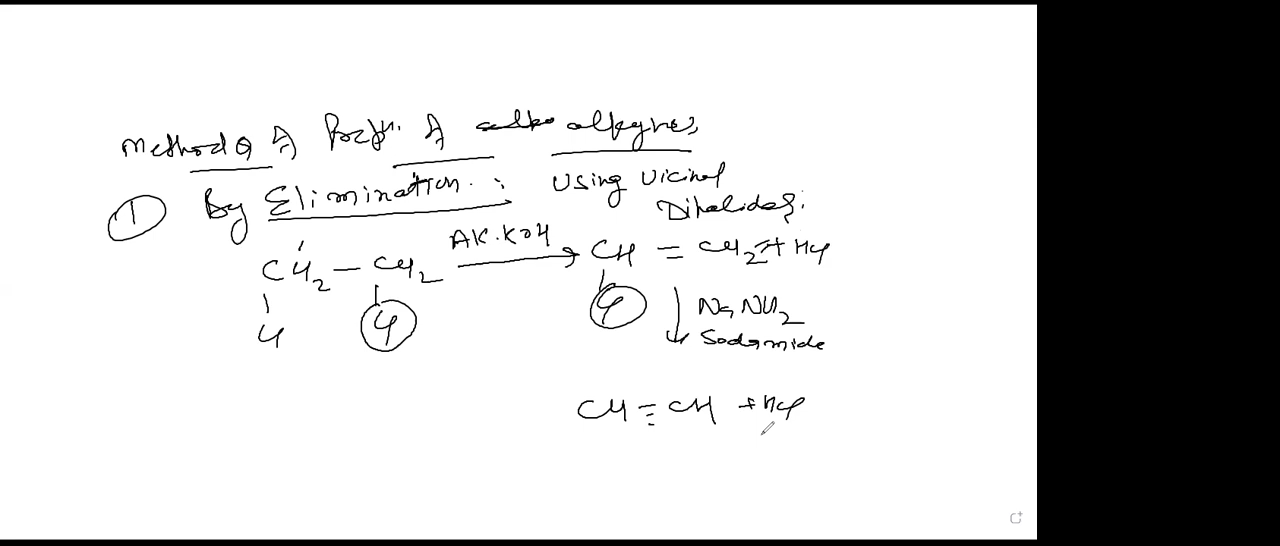 Methods of Prepn. of alkynes
① By Elimination : Using Vicinal
Dihalides :
CH2 – CH2 Alk.KOH → CH = CH2 + HCl
Cl Cl Cl ↓ NaNH2
Sodamide
CH ≡ CH + HCl